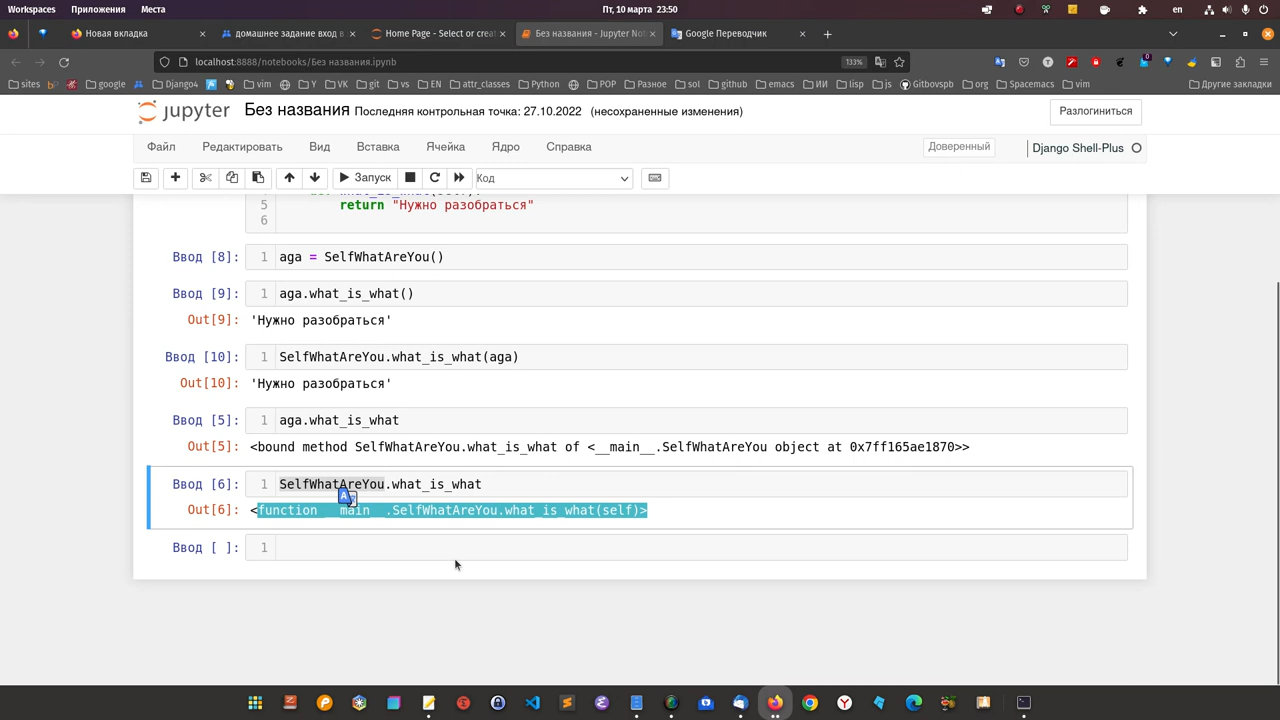 Workspaces Приложения Места Пт, 10 марта 23:50 en
Новая вкладка × домашнее задание вход в × Home Page - Select or creat × Без названия - Jupyter Not × Google Переводчик × +
localhost:8888/notebooks/Без названия.ipynb 133%
sites Django google Python vim Y VK git vs EN attr_classes Python POP Разное sol github emacs ИИ lisp js Gitbovspb org Spacemacs vim Другие закладки
jupyter Без названия Последняя контрольная точка: 27.10.2022 (несохраненные изменения) Разлогиниться
Файл Редактировать Вид Вставка Ячейка Ядро Справка Доверенный Django Shell-Plus
Запуск Код
5 return "Нужно разобраться"
6
Ввод [8]: 1 aga = SelfWhatAreYou()
Ввод [9]: 1 aga.what_is_what()
Out[9]: 'Нужно разобраться'
Ввод [10]: 1 SelfWhatAreYou.what_is_what(aga)
Out[10]: 'Нужно разобраться'
Ввод [5]: 1 aga.what_is_what
Out[5]: <bound method SelfWhatAreYou.what_is_what of <__main__.SelfWhatAreYou object at 0x7ff165ae1870>>
Ввод [6]: 1 SelfWhatAreYou.what_is_what
Out[6]: <function __main__.SelfWhatAreYou.what_is_what(self)>
Ввод [ ]: 1